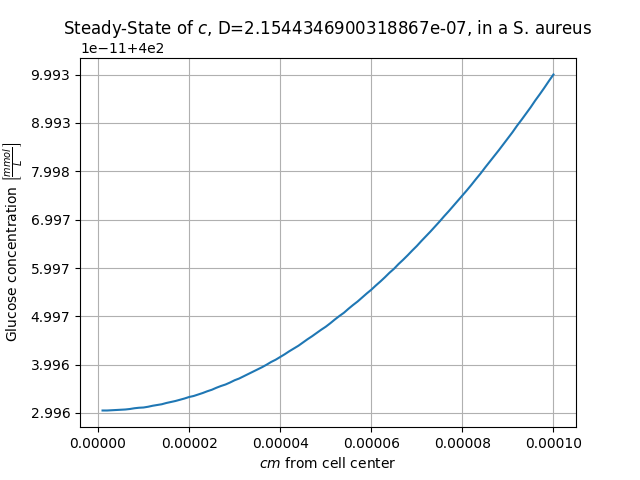 Steady-State of c, D=2.1544346900318867e-07, in a S. aureus
1e−11+4e2
9.993
8.993
7.998
6.997
5.997
4.997
3.996
2.996
Glucose concentration [mmol/L]
0.00000 0.00002 0.00004 0.00006 0.00008 0.00010
cm from cell center